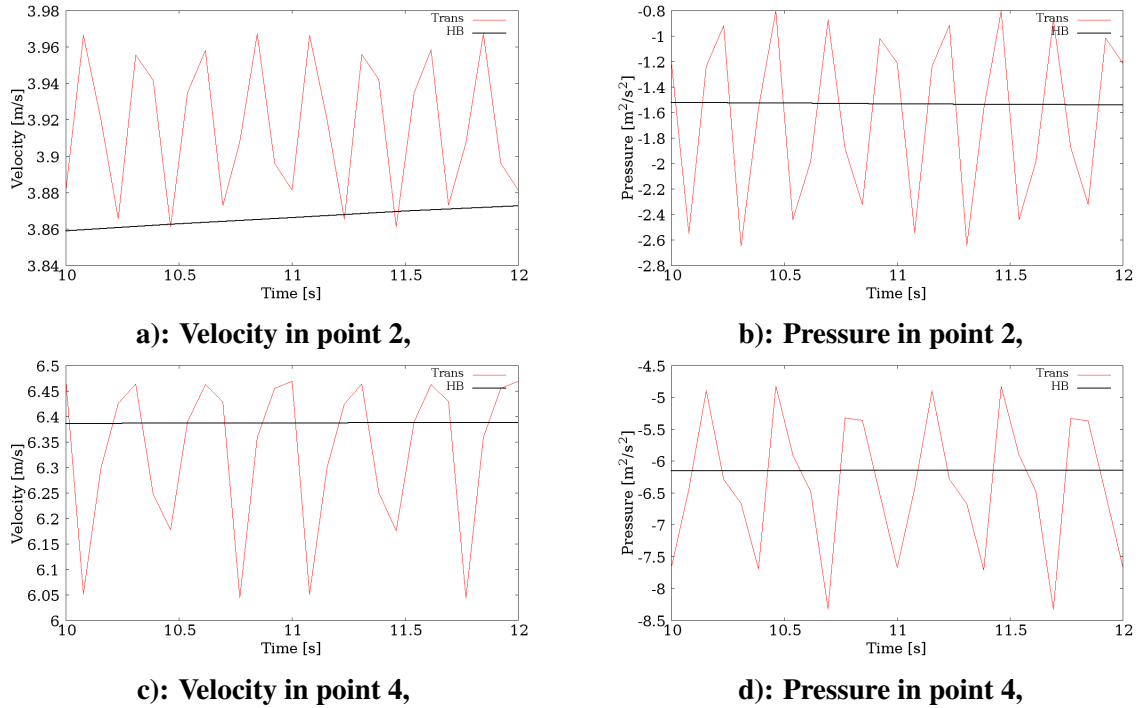 Trans
HB
3.98
3.96
3.94
3.92
3.9
3.88
3.86
3.84
Velocity [m/s]
10 10.5 11 11.5 12
Time [s]
a): Velocity in point 2,
Trans
HB
-0.8
-1
-1.2
-1.4
-1.6
-1.8
-2
-2.2
-2.4
-2.6
-2.8
Pressure [m²/s²]
10 10.5 11 11.5 12
Time [s]
b): Pressure in point 2,
Trans
HB
6.5
6.45
6.4
6.35
6.3
6.25
6.2
6.15
6.1
6.05
6
Velocity [m/s]
10 10.5 11 11.5 12
Time [s]
c): Velocity in point 4,
Trans
HB
-4.5
-5
-5.5
-6
-6.5
-7
-7.5
-8
-8.5
Pressure [m²/s²]
10 10.5 11 11.5 12
Time [s]
d): Pressure in point 4,